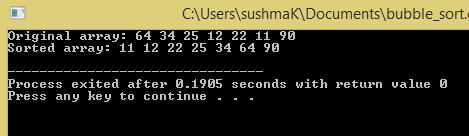 C:\Users\sushmaK\Documents\bubble_sort.
Original array: 64 34 25 12 22 11 90
Sorted array: 11 12 22 25 34 64 90
--------------------------------
Process exited after 0.1905 seconds with return value 0
Press any key to continue . . .